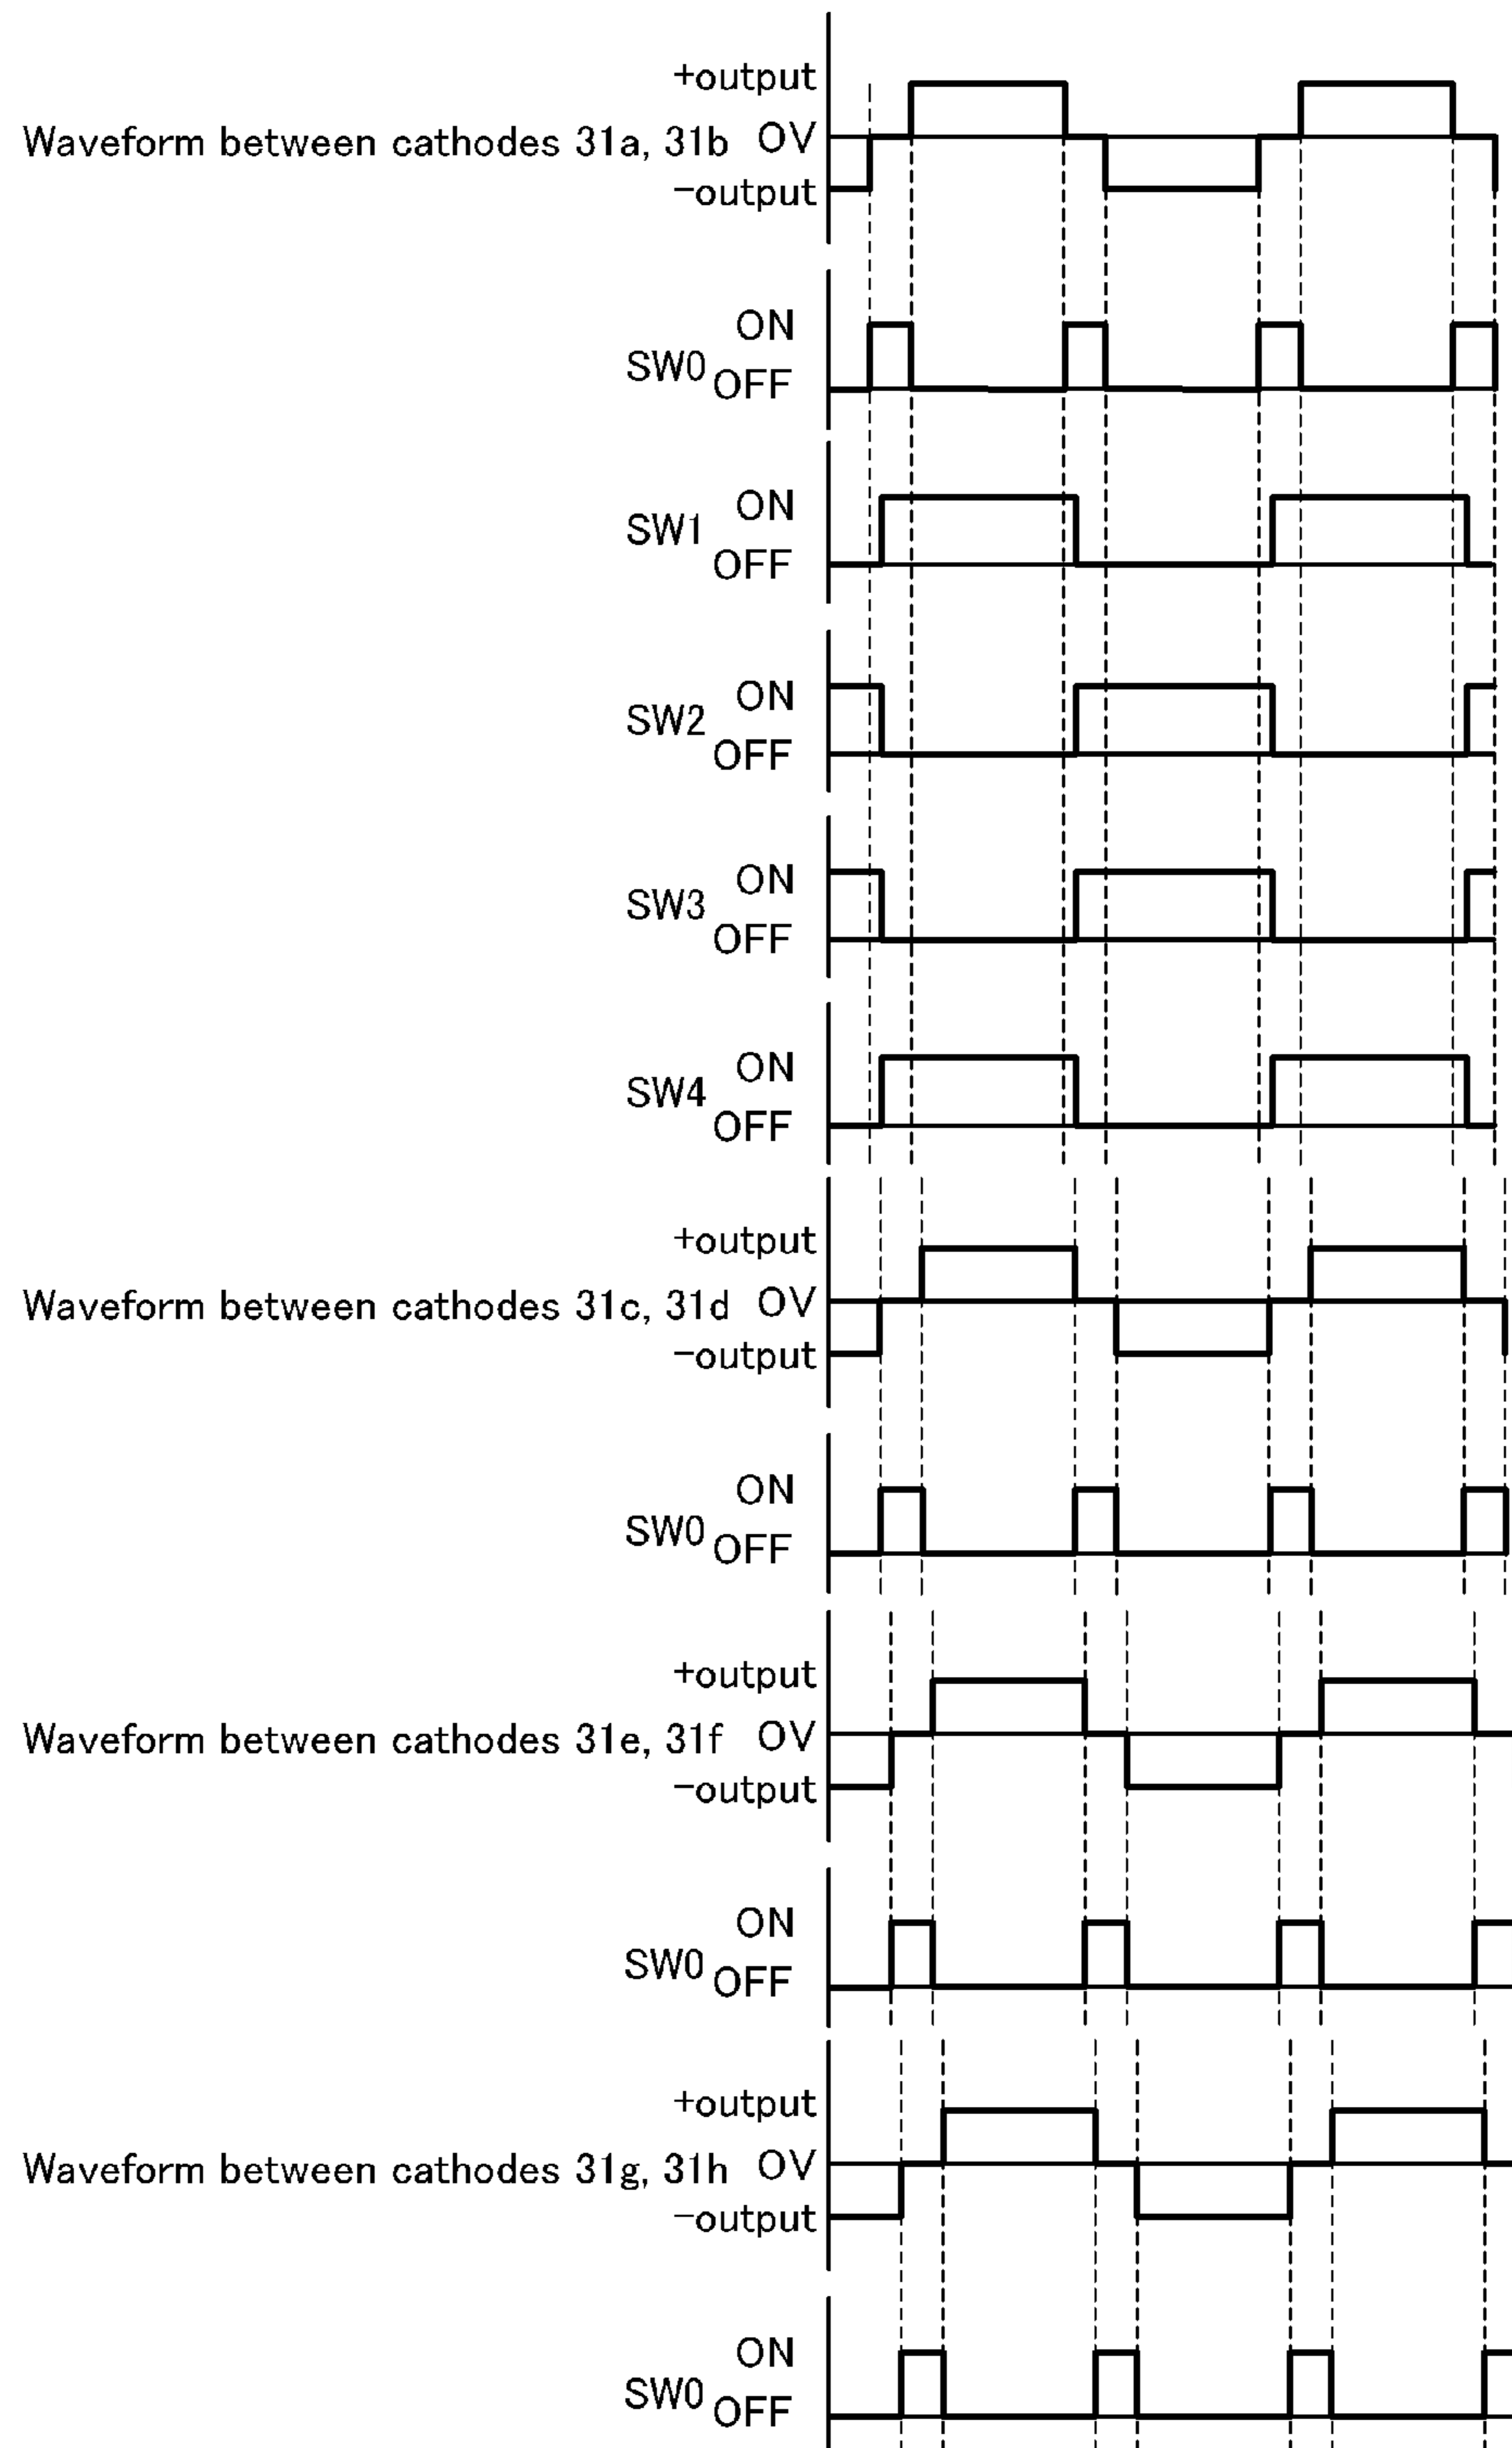 +output
Waveform between cathodes 31a, 31b OV
−output
ON
SW0
OFF
ON
SW1
OFF
ON
SW2
OFF
ON
SW3
OFF
ON
SW4
OFF
+output
Waveform between cathodes 31c, 31d OV
−output
ON
SW0
OFF
+output
Waveform between cathodes 31e, 31f OV
−output
ON
SW0
OFF
+output
Waveform between cathodes 31g, 31h OV
−output
ON
SW0
OFF